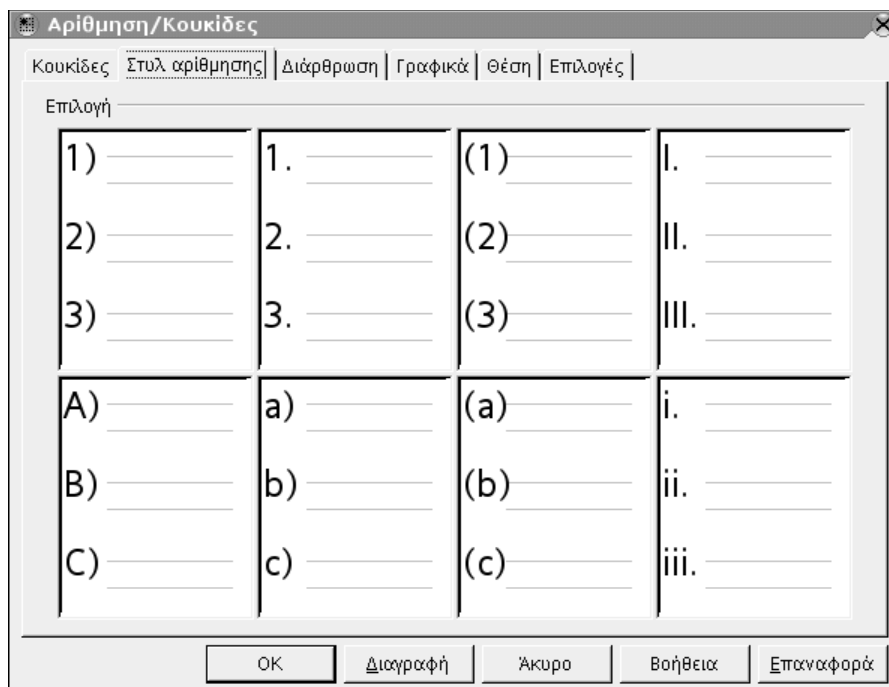 Αρίθμηση/Κουκίδες
Κουκίδες Στυλ αρίθμησης Διάρθρωση Γραφικά Θέση Επιλογές
Επιλογή
1) 1. (1) I.
2) 2. (2) II.
3) 3. (3) III.
A) a) (a) i.
B) b) (b) ii.
C) c) (c) iii.
OK Διαγραφή Άκυρο Βοήθεια Επαναφορά